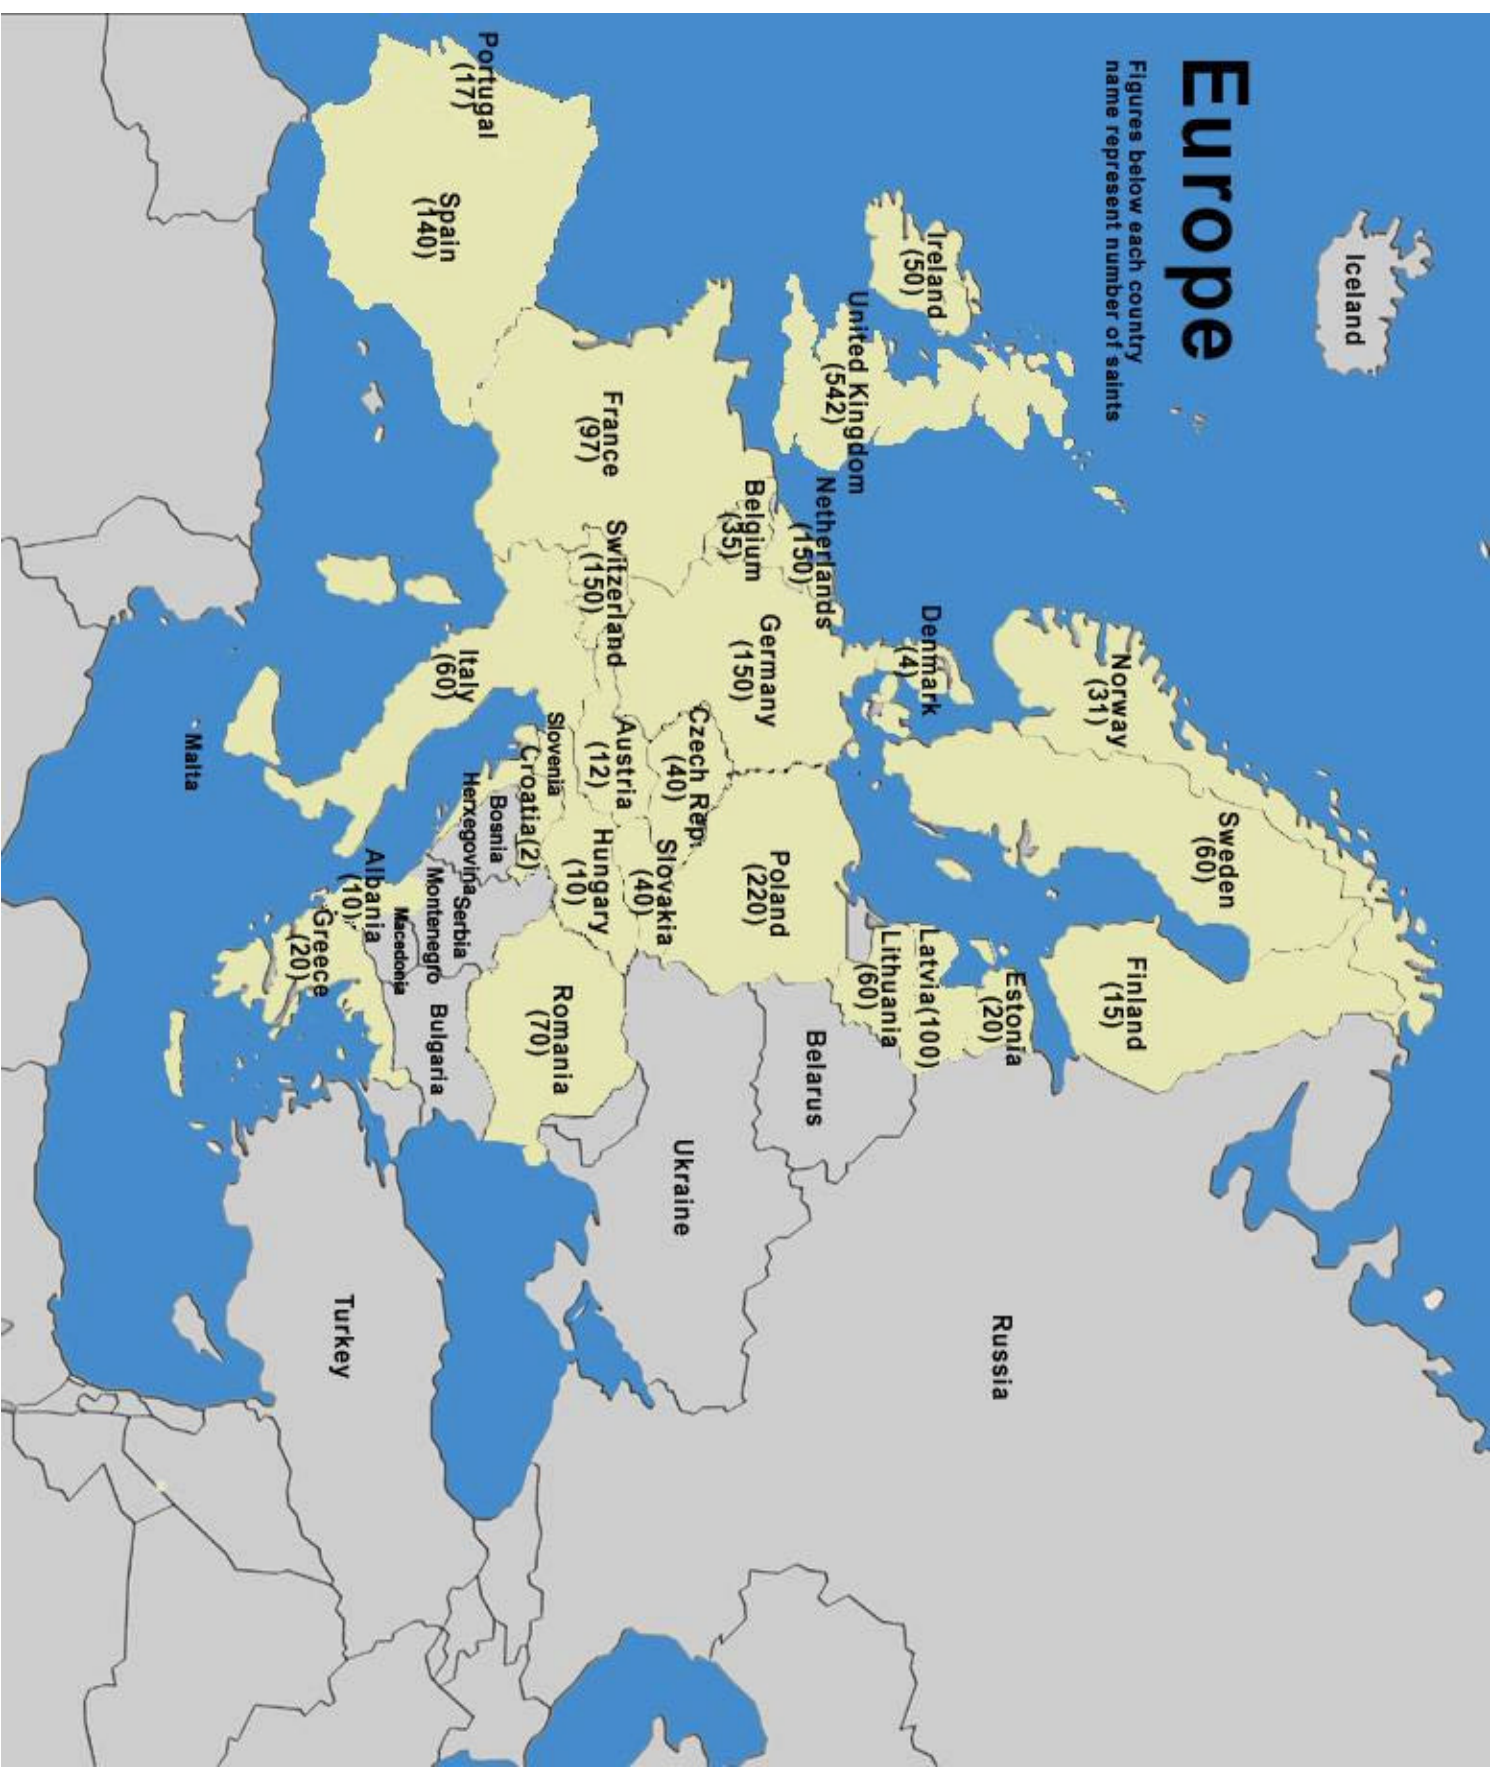 Europe
Figures below each country
name represent number of saints
Iceland
Ireland
(50)
United Kingdom
(542)
Norway
(31)
Sweden
(60)
Finland
(15)
Denmark
(4)
Estonia
(20)
Latvia(100)
Lithuania
(60)
Netherlands
(150)
Belgium
(35)
Germany
(150)
Poland
(220)
Belarus
Russia
Czech Rep.
(40)
Slovakia
(40)
Ukraine
France
(97)
Switzerland
(150)
Austria
(12)
Hungary
(10)
Romania
(70)
Slovenia
Croatia(2)
Bosnia
Herxegovina
Serbia
Montenegro
Macedonia
Bulgaria
Portugal
(17)
Spain
(140)
Italy
(60)
Albania
(10)
Greece
(20)
Turkey
Malta